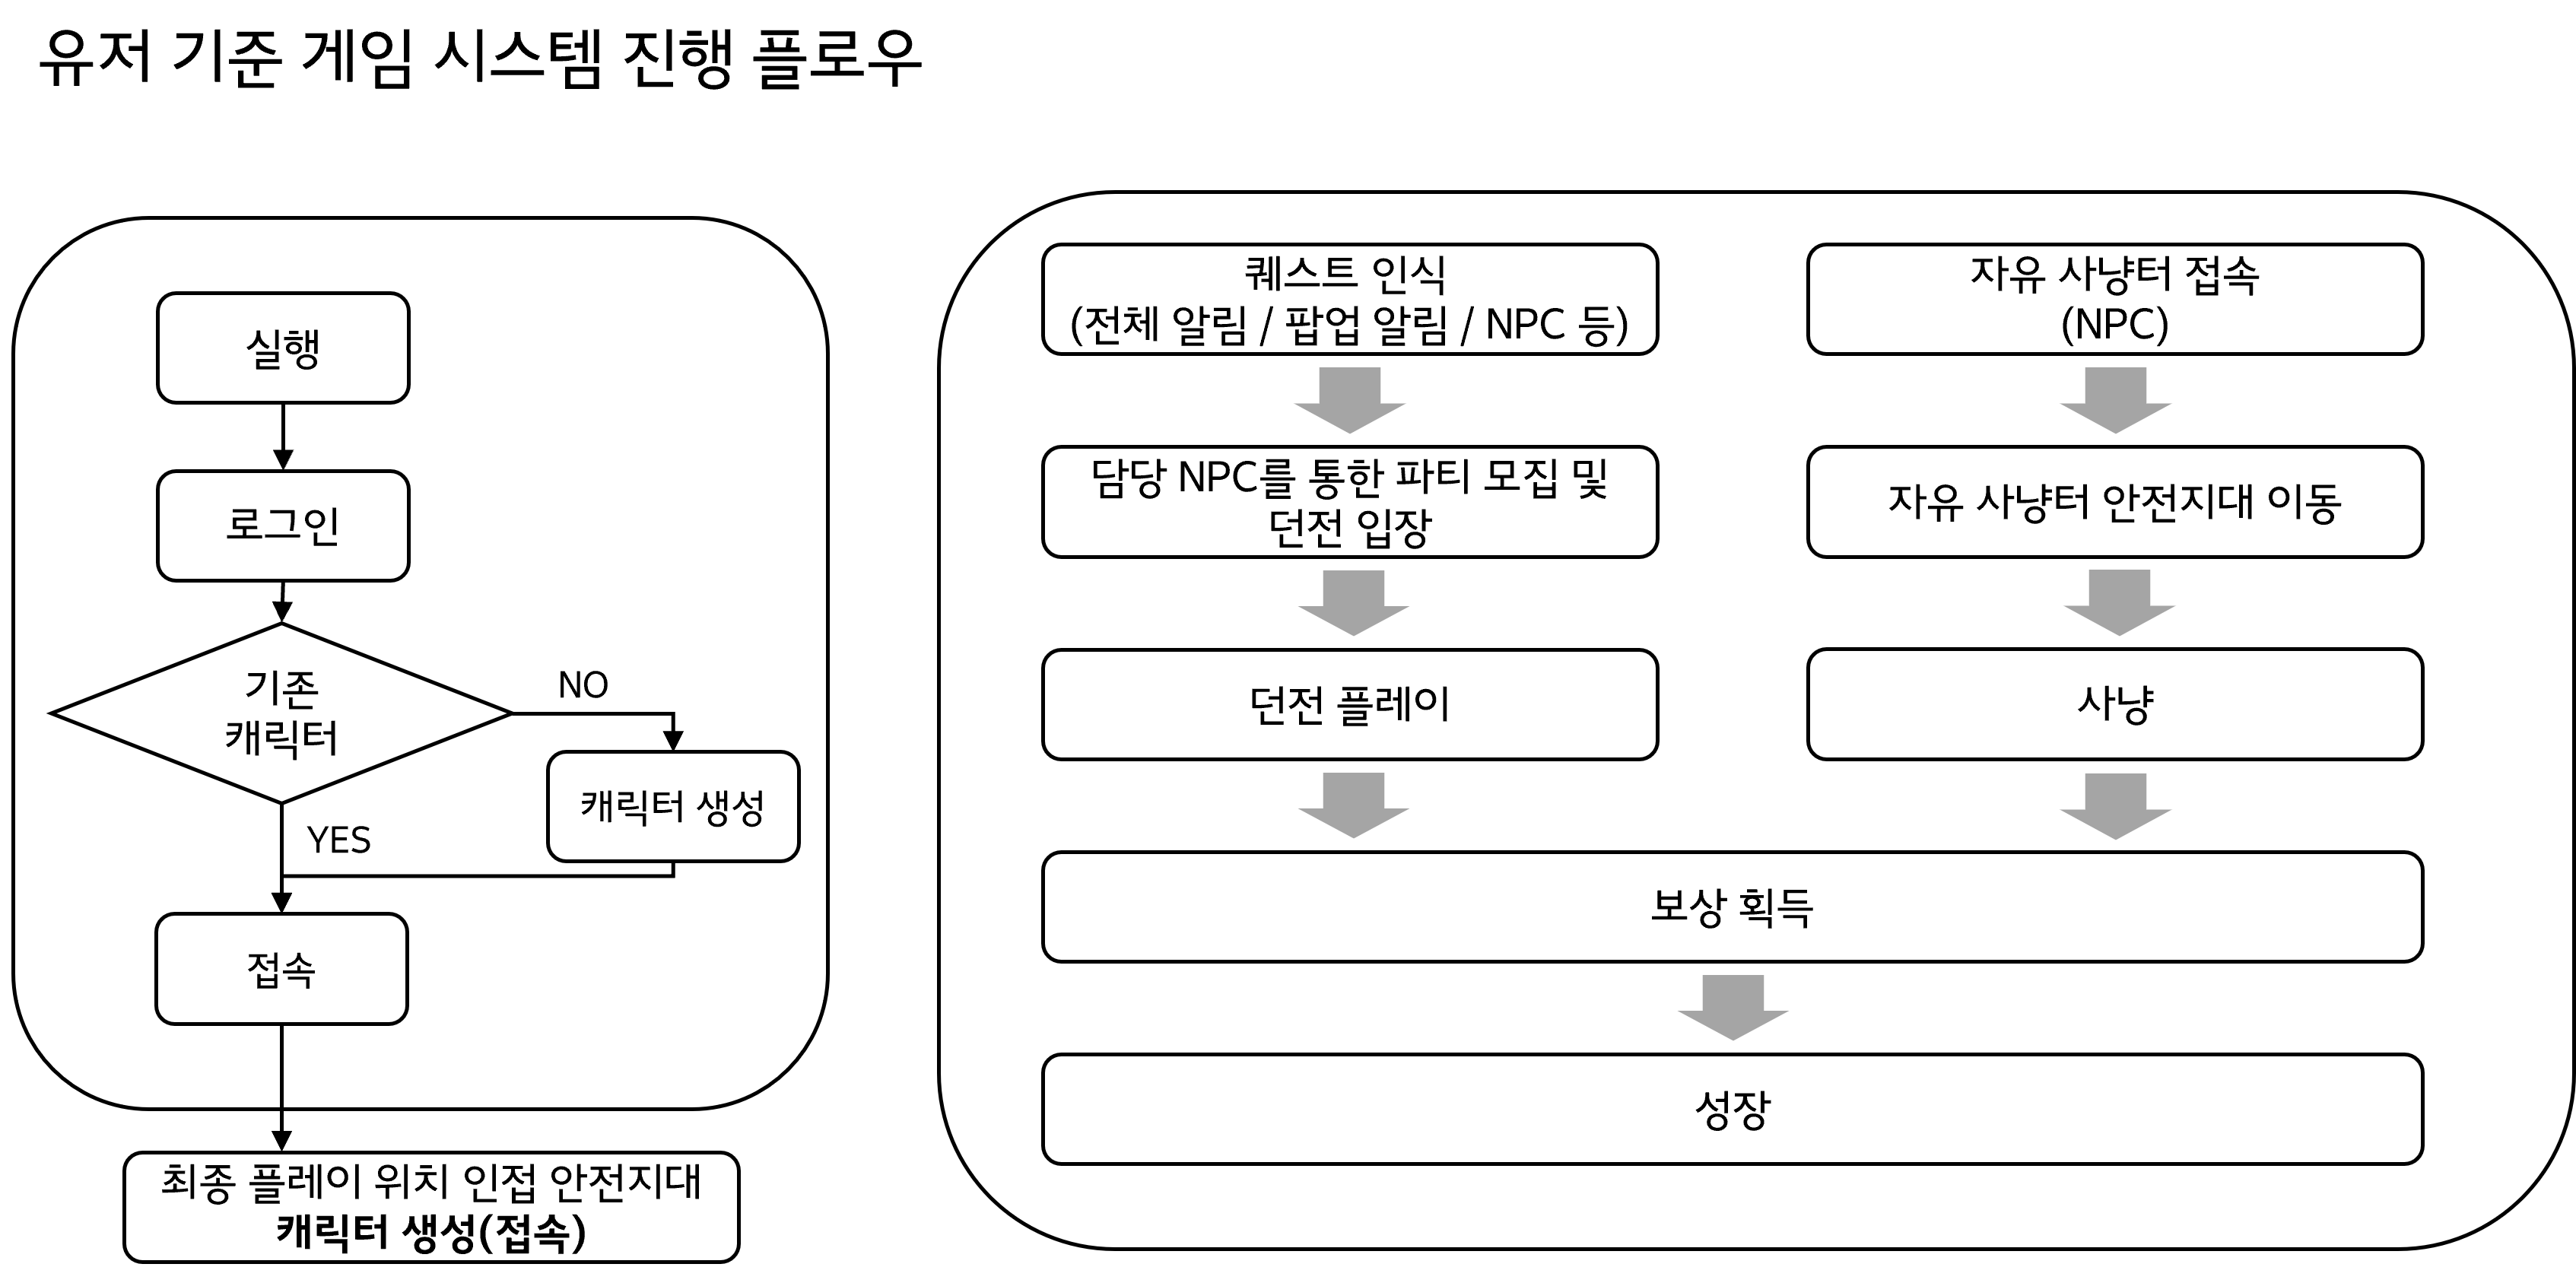 유저 기준 게임 시스템 진행 플로우
실행
로그인
기존
캐릭터
NO
캐릭터 생성
YES
접속
최종 플레이 위치 인접 안전지대
캐릭터 생성(접속)
퀘스트 인식
(전체 알림 / 팝업 알림 / NPC 등)
담당 NPC를 통한 파티 모집 및
던전 입장
던전 플레이
자유 사냥터 접속
(NPC)
자유 사냥터 안전지대 이동
사냥
보상 획득
성장